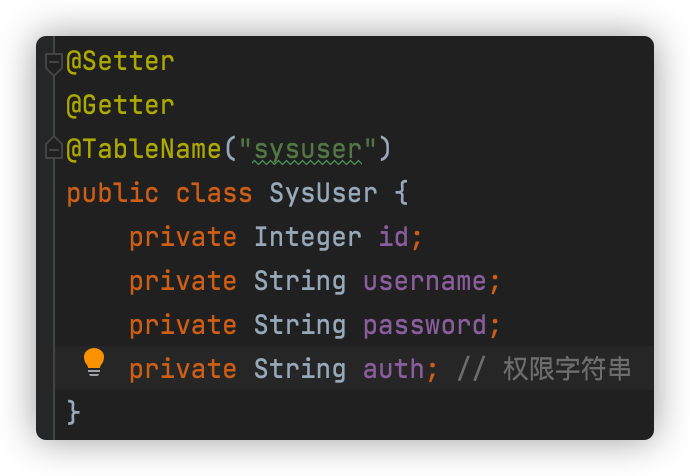 @Setter
@Getter
@TableName("sysuser")
public class SysUser {
    private Integer id;
    private String username;
    private String password;
    private String auth; // 权限字符串
}